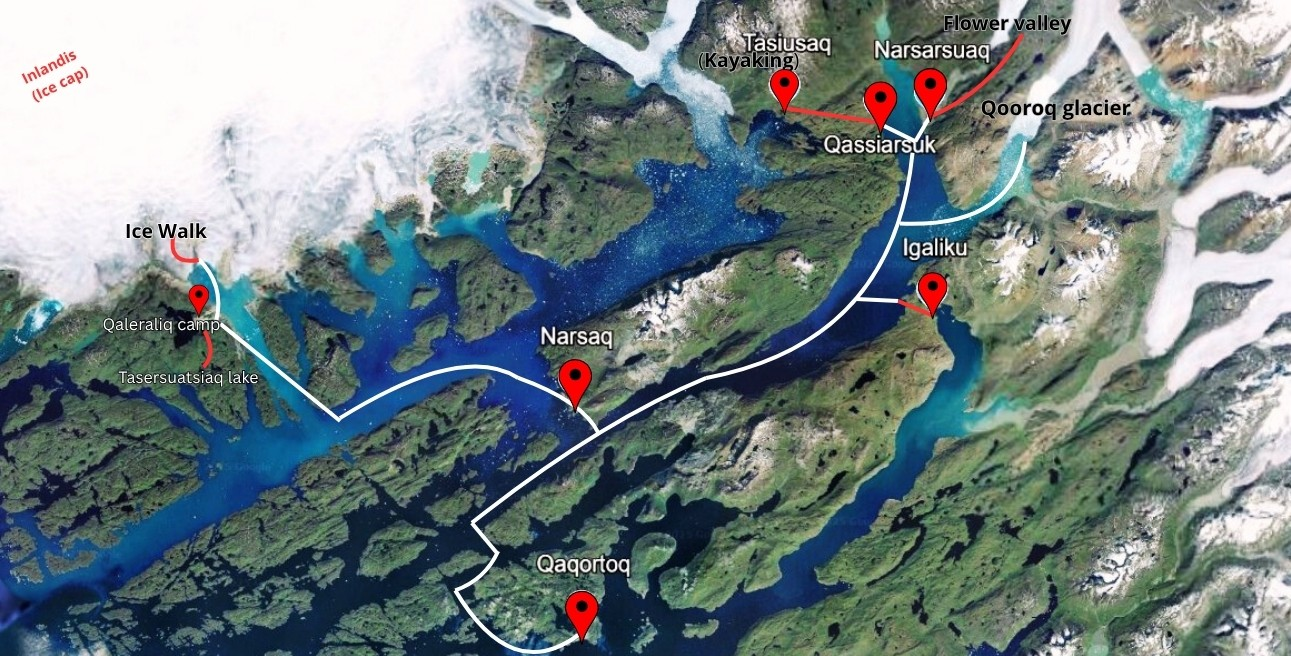 Flower valley
Tasiusaq
(Kayaking)
Narsarsuaq
Inlandis
(Ice cap)
Qooroq glacier
Qassiarsuk
Ice Walk
Igaliku
Qaleraliq camp
Narsaq
Tasersuatsiaq lake
Qaqortoq